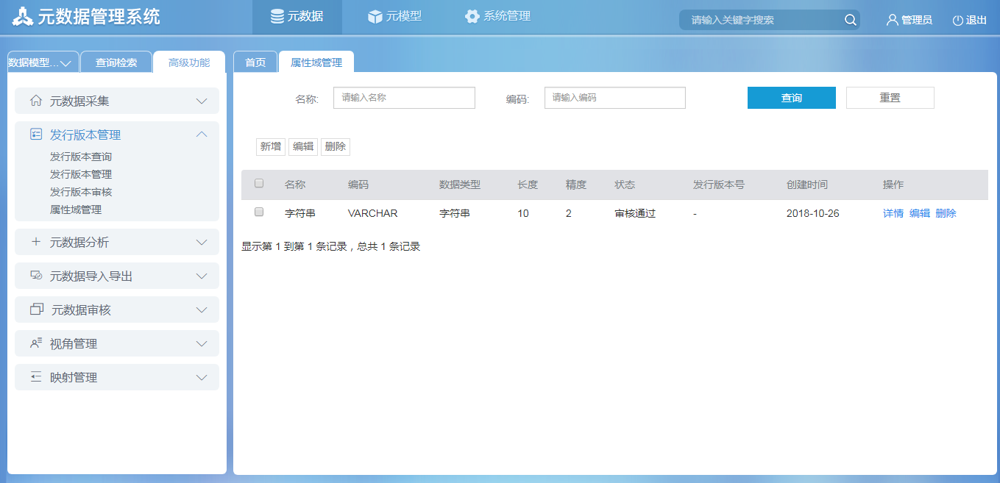 元数据管理系统
元数据
元模型
系统管理
请输入关键字搜索
管理员
退出
数据模型...
查询检索
高级功能
首页
属性域管理
元数据采集
发行版本管理
发行版本查询
发行版本管理
发行版本审核
属性域管理
元数据分析
元数据导入导出
元数据审核
视角管理
映射管理
名称: 请输入名称 编码: 请输入编码 查询 重置
新增 编辑 删除
名称 编码 数据类型 长度 精度 状态 发行版本号 创建时间 操作
字符串 VARCHAR 字符串 10 2 审核通过 - 2018-10-26 详情 编辑 删除
显示第 1 到第 1 条记录，总共 1 条记录